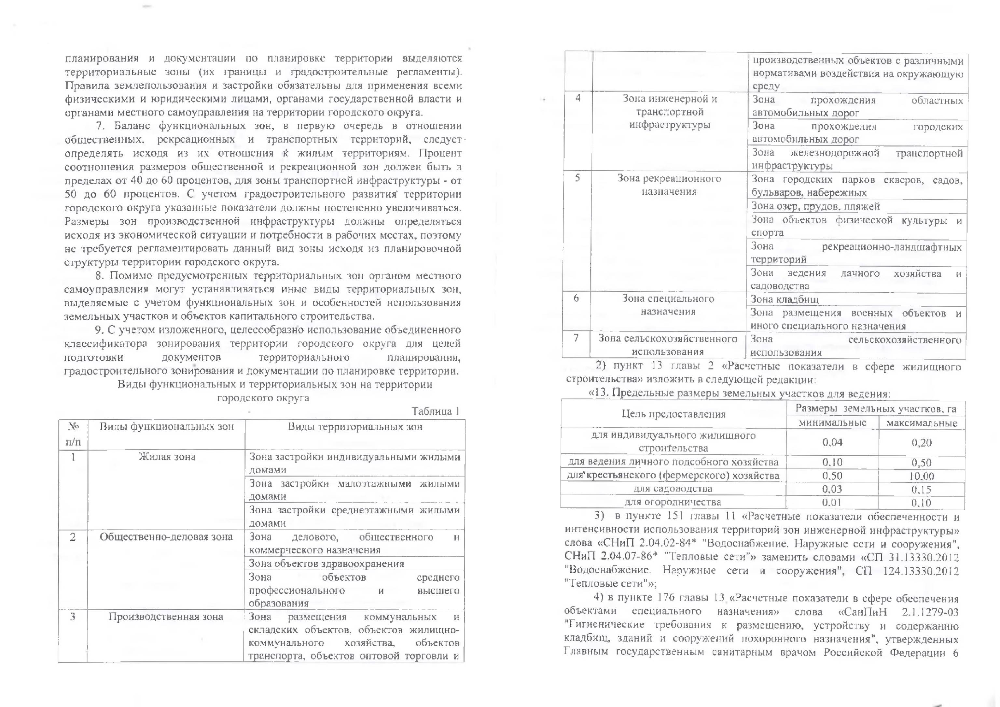 планирования и документации по планировке территории выделяются
территориальные зоны (их границы и градостроительные регламенты).
Правила землепользования и застройки обязательны для применения всеми
физическими и юридическими лицами, органами государственной власти и
органами местного самоуправления на территории городского округа.
7. Баланс функциональных зон, в первую очередь в отношении
общественных, рекреационных и транспортных территорий, следует
определять исходя из их отношения к жилым территориям. Процент
соотношения размеров общественной и рекреационной зон должен быть в
пределах от 40 до 60 процентов, для зоны транспортной инфраструктуры - от
50 до 60 процентов. С учетом градостроительного развития территории
городского округа указанные показатели должны постепенно увеличиваться.
Размеры зон производственной инфраструктуры должны определяться
исходя из экономической ситуации и потребности в рабочих местах, поэтому
не требуется регламентировать данный вид зоны исходя из планировочной
структуры территории городского округа.
8. Помимо предусмотренных территориальных зон органом местного
самоуправления могут устанавливаться иные виды территориальных зон,
выделяемые с учетом функциональных зон и особенностей использования
земельных участков и объектов капитального строительства.
9. С учетом изложенного, целесообразно использование объединенного
классификатора зонирования территории городского округа для целей
подготовки документов территориального планирования,
градостроительного зонирования и документации по планировке территории.
Виды функциональных и территориальных зон на территории
городского округа
Таблица 1
№ Виды функциональных зон Виды территориальных зон
п/п
1 Жилая зона Зона застройки индивидуальными жилыми
домами
Зона застройки малоэтажными жилыми
домами
Зона застройки среднеэтажными жилыми
домами
2 Общественно-деловая зона Зона делового, общественного и
коммерческого назначения
Зона объектов здравоохранения
Зона объектов среднего
профессионального и высшего
образования
3 Производственная зона Зона размещения коммунальных и
складских объектов, объектов жилищно-
коммунального хозяйства, объектов
транспорта, объектов оптовой торговли и
производственных объектов с различными
нормативами воздействия на окружающую
среду
4 Зона инженерной и Зона прохождения областных
транспортной автомобильных дорог
инфраструктуры Зона прохождения городских
автомобильных дорог
Зона железнодорожной транспортной
инфраструктуры
5 Зона рекреационного Зона городских парков скверов, садов,
назначения бульваров, набережных
Зона озер, прудов, пляжей
Зона объектов физической культуры и
спорта
Зона рекреационно-ландшафтных
территорий
Зона ведения дачного хозяйства и
садоводства
6 Зона специального Зона кладбищ
назначения Зона размещения военных объектов и
иного специального назначения
7 Зона сельскохозяйственного Зона сельскохозяйственного
использования использования
2) пункт 13 главы 2 «Расчетные показатели в сфере жилищного
строительства» изложить в следующей редакции:
«13. Предельные размеры земельных участков для ведения:
Цель предоставления Размеры земельных участков, га
минимальные максимальные
для индивидуального жилищного
строительства 0,04 0,20
для ведения личного подсобного хозяйства 0,10 0,50
для крестьянского (фермерского) хозяйства 0,50 10,00
для садоводства 0,03 0,15
для огородничества 0,01 0,10
3) в пункте 151 главы 11 «Расчетные показатели обеспеченности и
интенсивности использования территорий зон инженерной инфраструктуры»
слова «СНиП 2.04.02-84* "Водоснабжение. Наружные сети и сооружения",
СНиП 2.04.07-86* "Тепловые сети"» заменить словами «СП 31.13330.2012
"Водоснабжение. Наружные сети и сооружения", СП 124.13330.2012
"Тепловые сети"»;
4) в пункте 176 главы 13 «Расчетные показатели в сфере обеспечения
объектами специального назначения» слова «СанПиН 2.1.1279-03
"Гигиенические требования к размещению, устройству и содержанию
кладбищ, зданий и сооружений похоронного назначения", утвержденных
Главным государственным санитарным врачом Российской Федерации 6